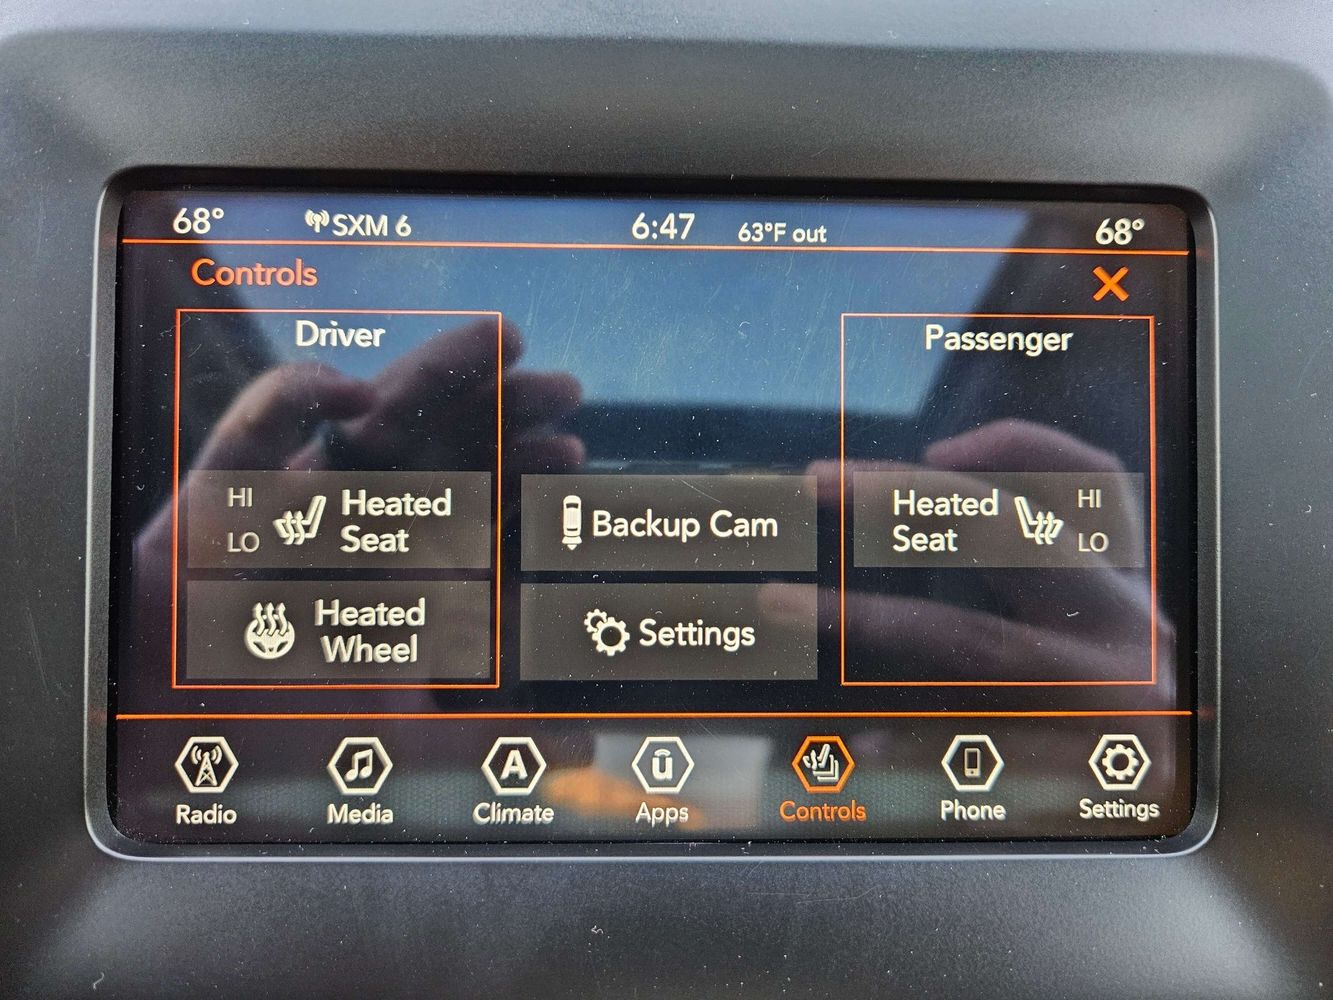 68° SXM 6 6:47 63°F out 68°
Controls
Driver
Passenger
HI
LO
Heated
Seat
Backup Cam
Heated
Seat
HI
LO
Heated
Wheel
Settings
Radio Media A Climate ū Apps Controls Phone Settings